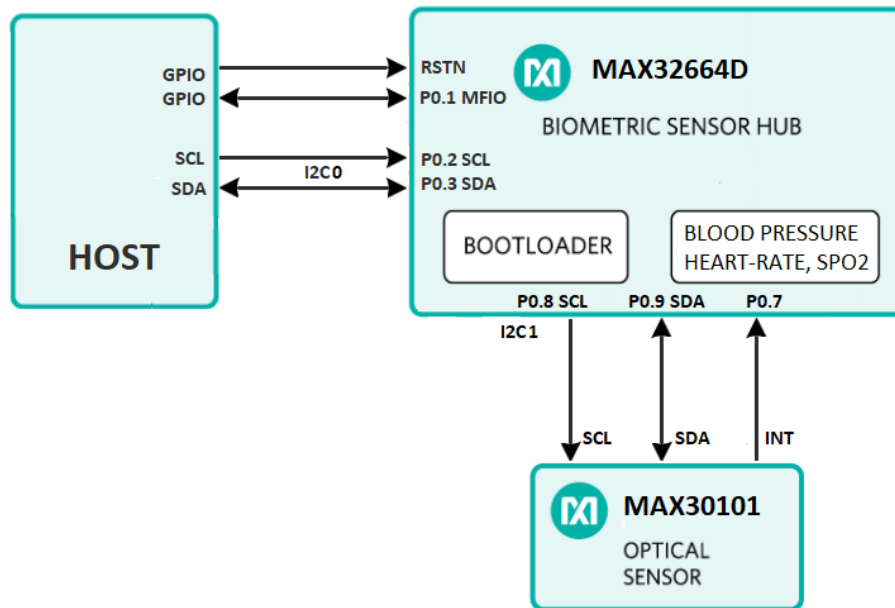 GPIO
GPIO
SCL
SDA
HOST
I2C0
RSTN
P0.1 MFIO
P0.2 SCL
P0.3 SDA
MAX32664D
BIOMETRIC SENSOR HUB
BOOTLOADER
BLOOD PRESSURE
HEART-RATE, SPO2
P0.8 SCL
P0.9 SDA
P0.7
I2C1
SCL
SDA
INT
MAX30101
OPTICAL
SENSOR